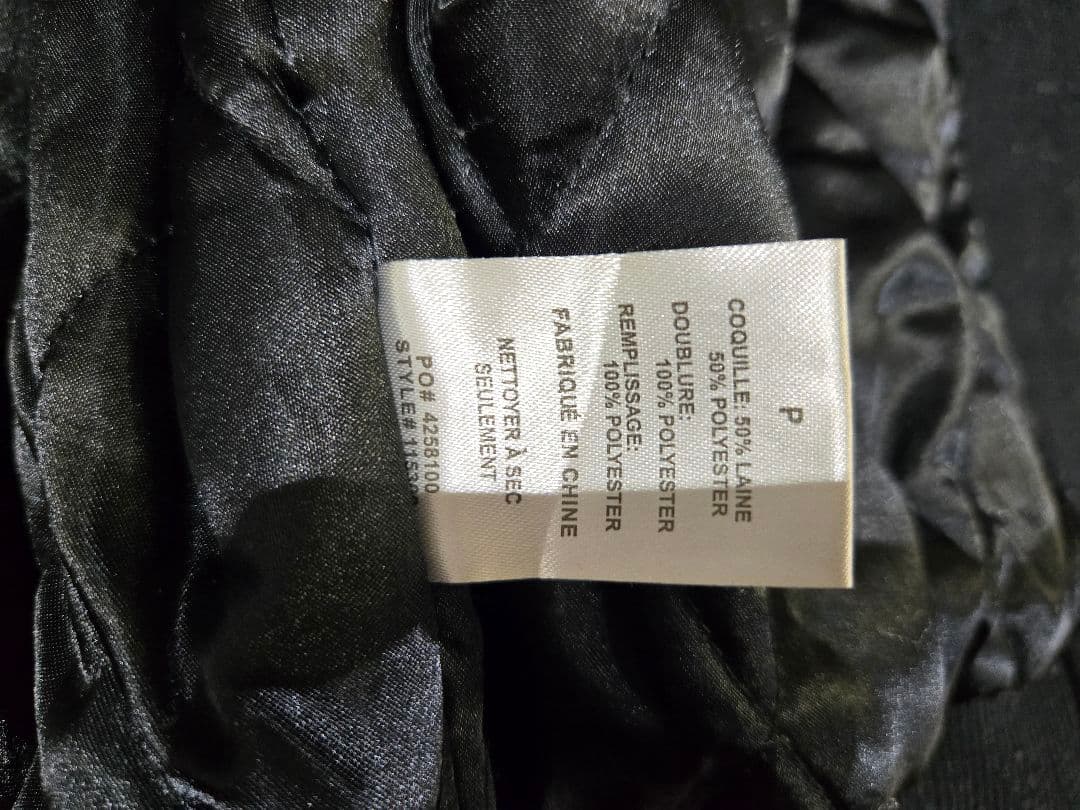 P
COQUILLE: 50% LAINE
50% POLYESTER
DOUBLURE:
100% POLYESTER
REMPLISSAGE:
100% POLYESTER
FABRIQUÉ EN CHINE
NETTOYER À SEC
SEULEMENT
PO# 4258100
STYLE#